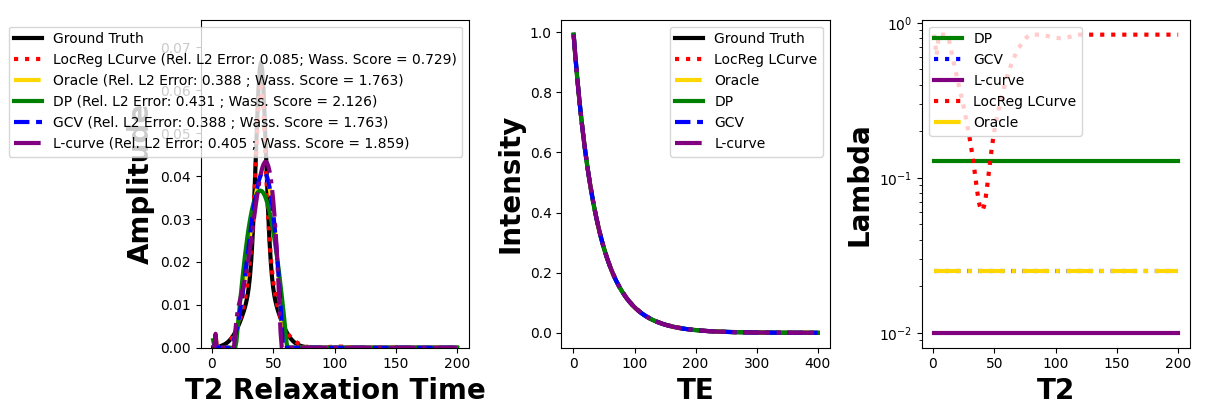 Ground Truth
LocReg LCurve (Rel. L2 Error: 0.085; Wass. Score = 0.729)
Oracle (Rel. L2 Error: 0.388 ; Wass. Score = 1.763)
DP (Rel. L2 Error: 0.431 ; Wass. Score = 2.126)
GCV (Rel. L2 Error: 0.388 ; Wass. Score = 1.763)
L-curve (Rel. L2 Error: 0.405 ; Wass. Score = 1.859)
Amplitude
0.07
0.06
0.05
0.04
0.03
0.02
0.01
0.00
0
50
100
150
200
T2 Relaxation Time
Ground Truth
LocReg LCurve
Oracle
DP
GCV
L-curve
Intensity
1.0
0.8
0.6
0.4
0.2
0.0
0
100
200
300
400
TE
DP
GCV
L-curve
LocReg LCurve
Oracle
Lambda
10⁰
10⁻¹
10⁻²
0
50
100
150
200
T2